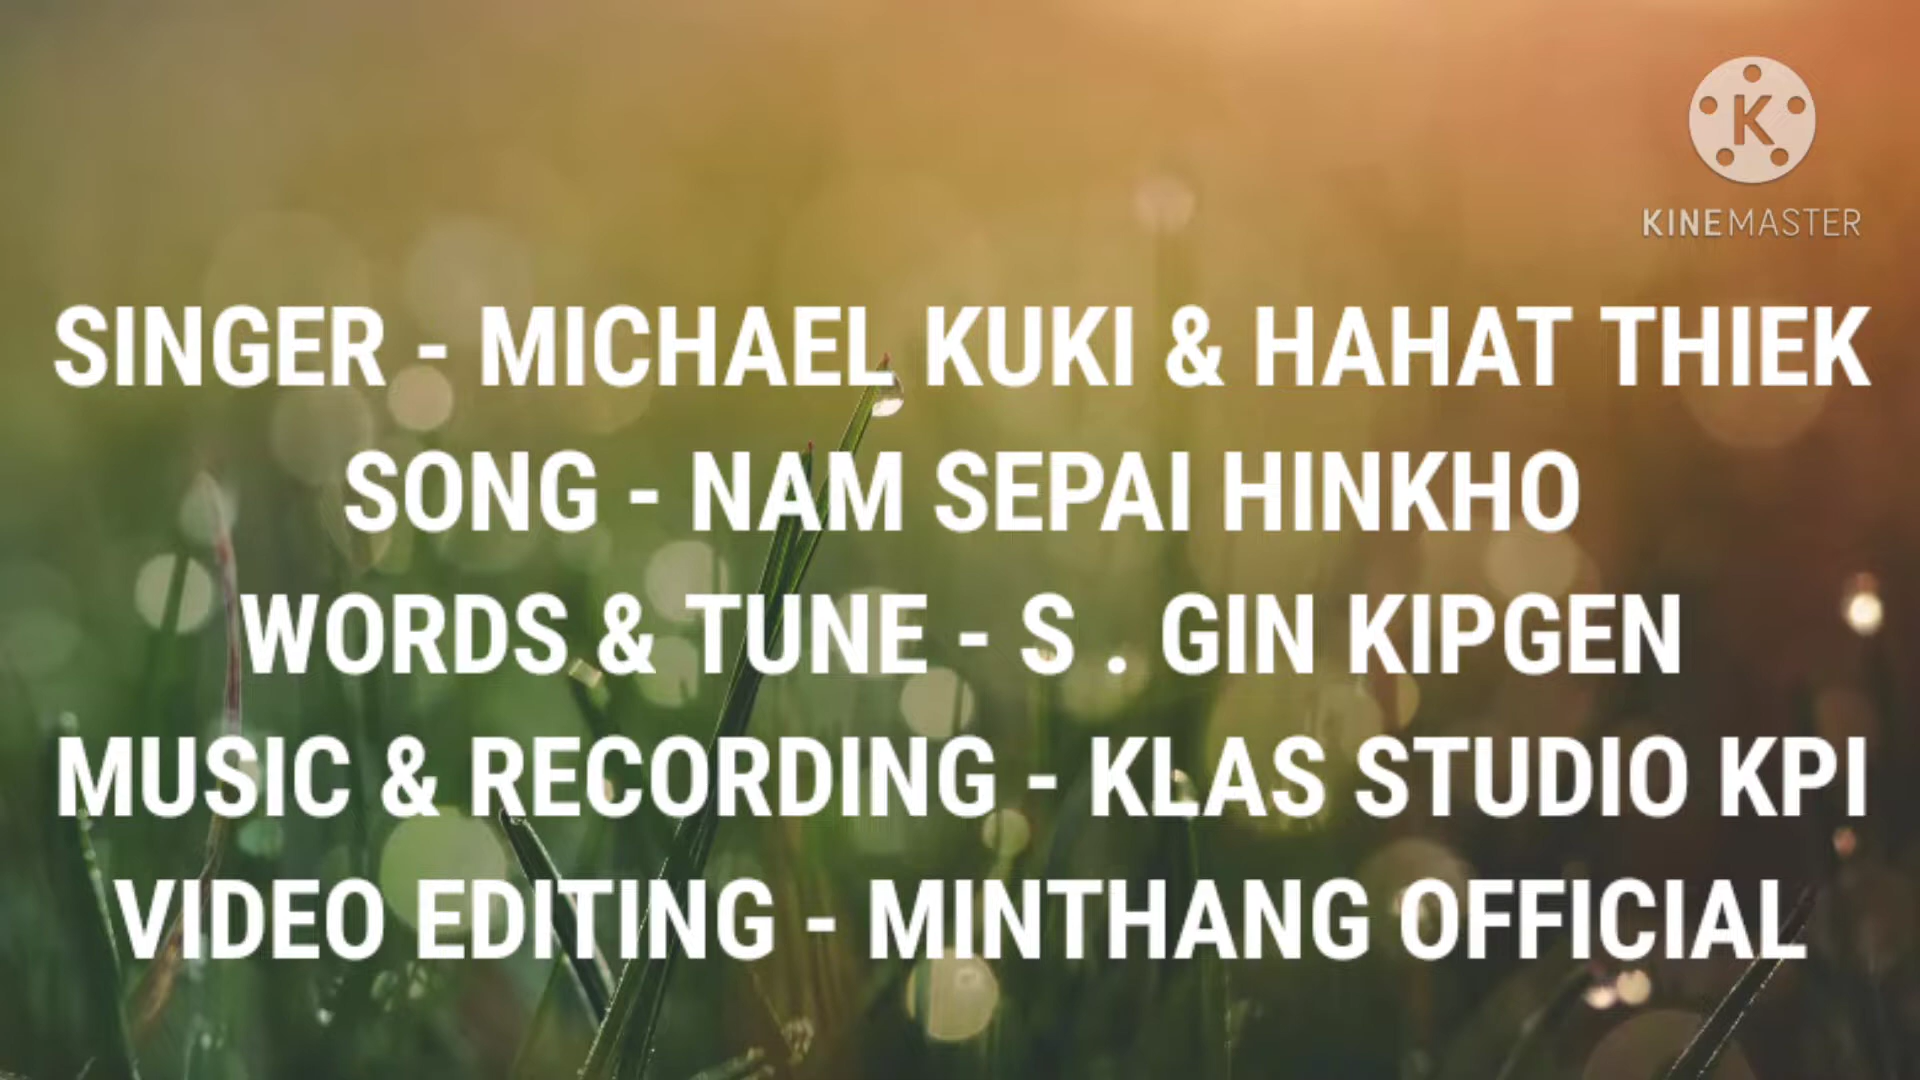 K
KINEMASTER
SINGER - MICHAEL KUKI & HAHAT THIEK
SONG - NAM SEPAI HINKHO
WORDS & TUNE - S . GIN KIPGEN
MUSIC & RECORDING - KLAS STUDIO KPI
VIDEO EDITING - MINTHANG OFFICIAL